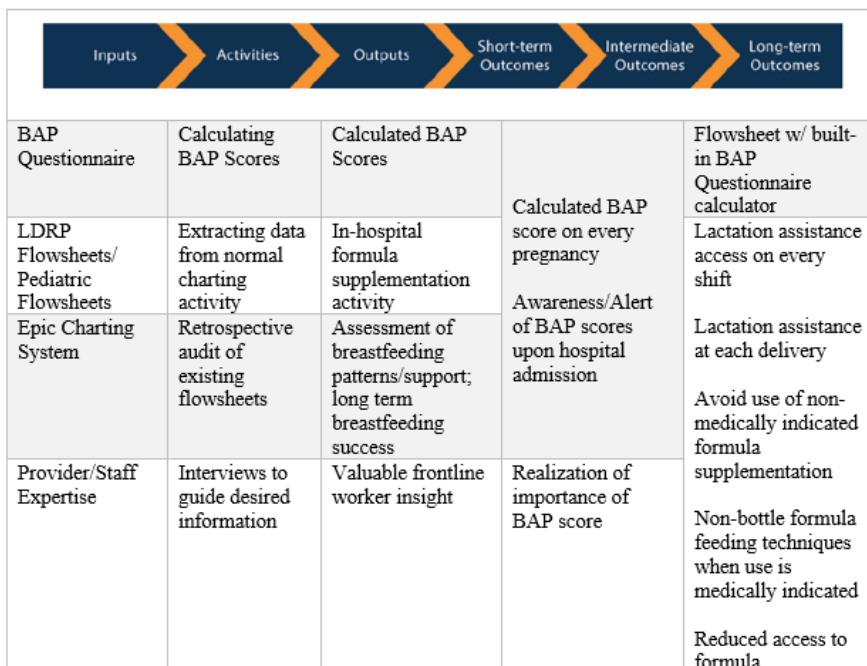 Inputs
Activities
Outputs
Short-term
Outcomes
Intermediate
Outcomes
Long-term
Outcomes
BAP
Questionnaire
Calculating
BAP Scores
Calculated BAP
Scores
Calculated BAP
score on every
pregnancy
Awareness/Alert
of BAP scores
upon hospital
admission
Flowsheet w/ built-
in BAP
Questionnaire
calculator
LDRP
Flowsheets/
Pediatric
Flowsheets
Extracting data
from normal
charting
activity
In-hospital
formula
supplementation
activity
Lactation assistance
access on every
shift
Lactation assistance
at each delivery
Avoid use of non-
medically indicated
formula
supplementation
Non-bottle formula
feeding techniques
when use is
medically indicated
Reduced access to
formula
Epic Charting
System
Retrospective
audit of
existing
flowsheets
Assessment of
breastfeeding
patterns/support;
long term
breastfeeding
success
Provider/Staff
Expertise
Interviews to
guide desired
information
Valuable frontline
worker insight
Realization of
importance of
BAP score